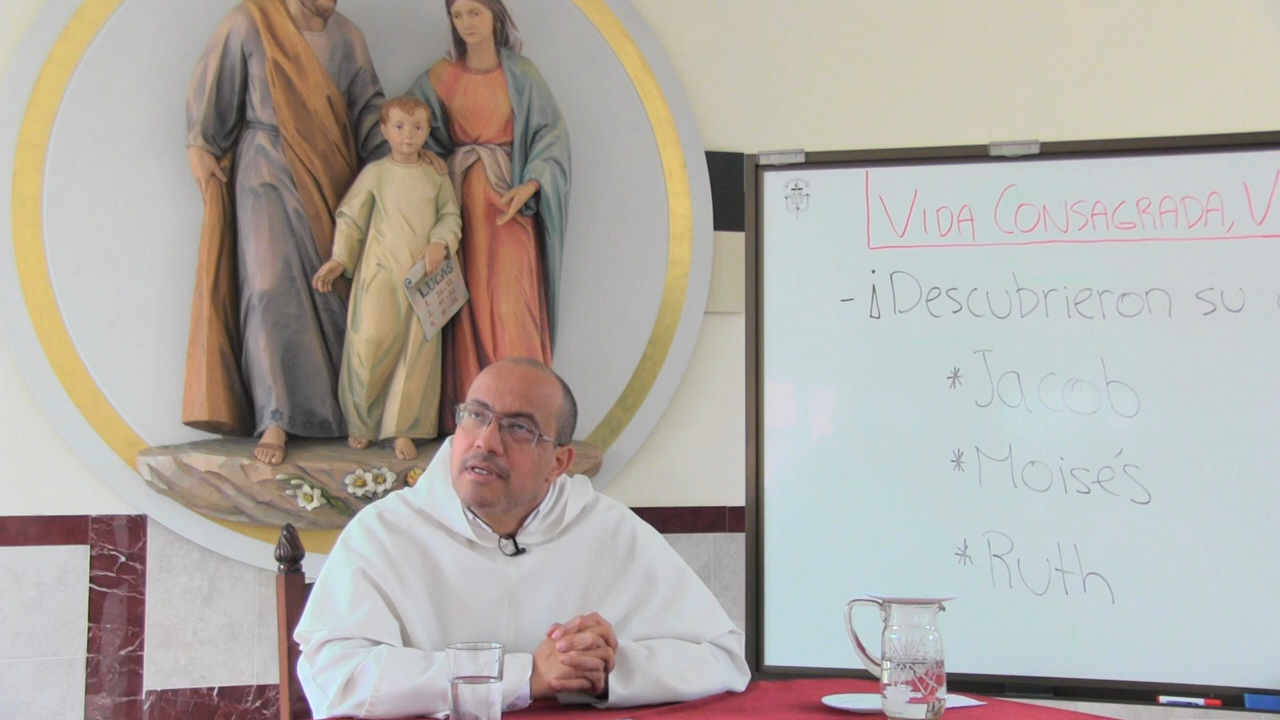 LUCAS
VIDA CONSAGRADA, V
-¡Descubrieron su
*Jacob
*Moisés
*Ruth